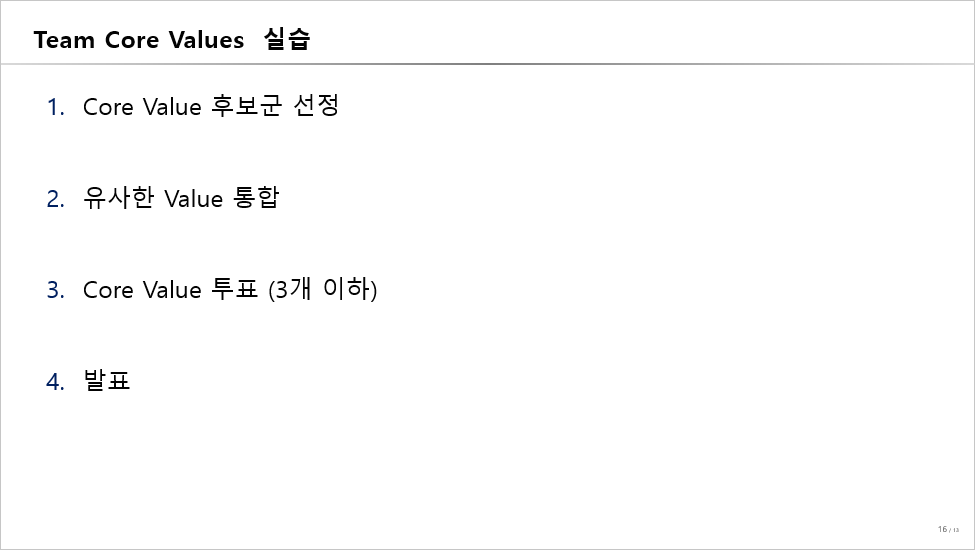 Team Core Values 실습
1. Core Value 후보군 선정
2. 유사한 Value 통합
3. Core Value 투표 (3개 이하)
4. 발표
16 / 13